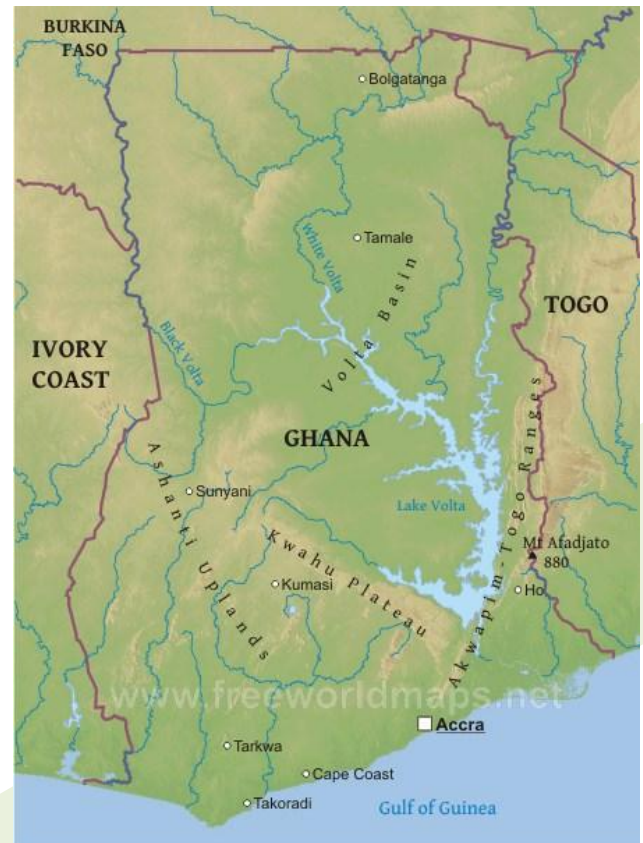 BURKINA
FASO
Bolgatanga
Tamale
White Volta
Volta Basin
TOGO
Black Volta
IVORY
COAST
GHANA
Ashanti Uplands
Sunyani
Lake Volta
Akwapim-Togo Ranges
Kwahu Plateau
Mt Afadjato
880
Kumasi
Ho
www.freeworldmaps.net
Accra
Tarkwa
Cape Coast
Takoradi
Gulf of Guinea